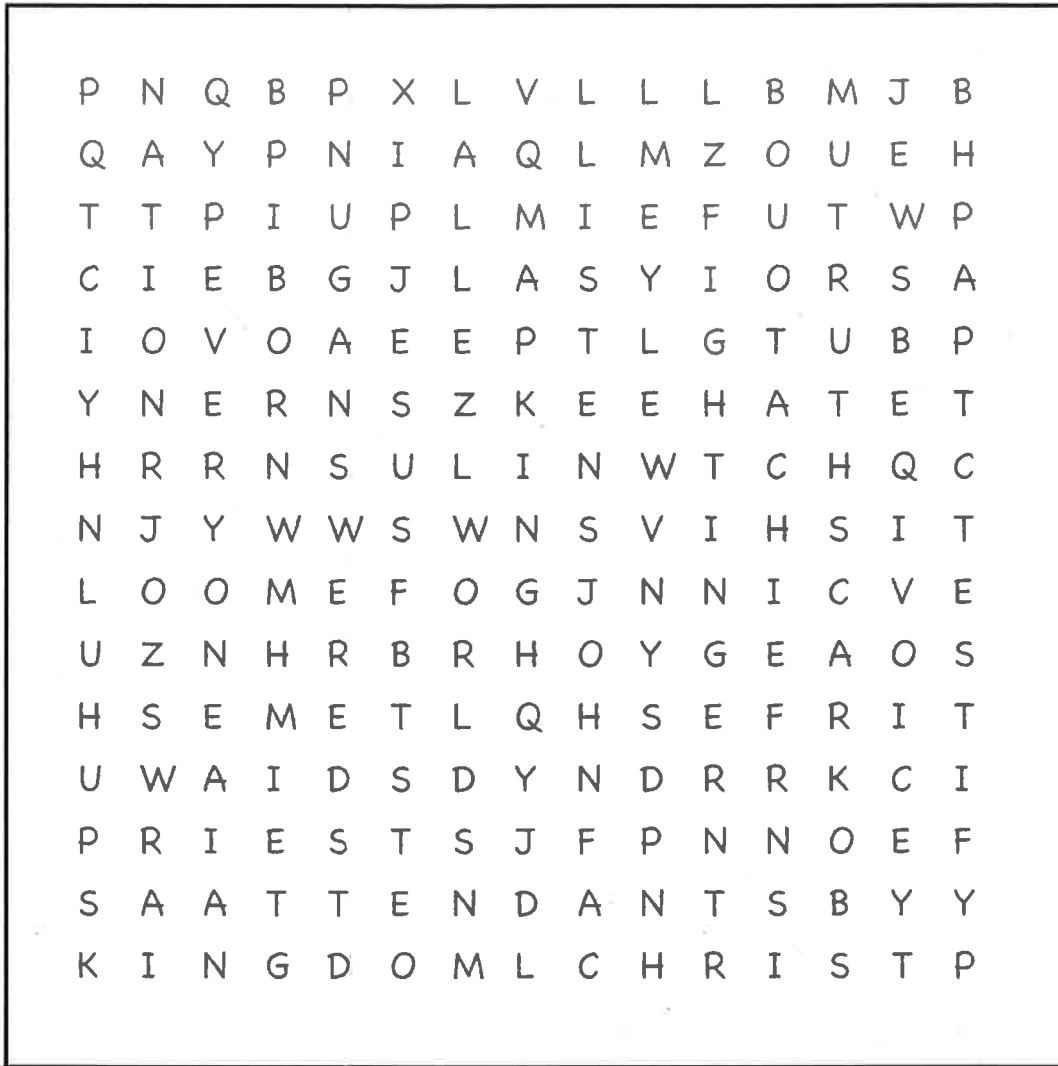 P N Q B P X L V L L L B M J B
Q A Y P N I A Q L M Z O U E H
T T P I U P L M I E F U T W P
C I E B G J L A S Y I O R S A
I O V O A E E P T L G T U B P
Y N E R N S Z K E E H A T E T
H R R N S U L I N W T C H Q C
N J Y W W S W N S V I H S I T
L O O M E F O G J N N I C V E
U Z N H R B R H O Y G E A O S
H S E M E T L Q H S E F R I T
U W A I D S D Y N D R R K C I
P R I E S T S J F P N N O E F
S A A T T E N D A N T S B Y Y
K I N G D O M L C H R I S T P